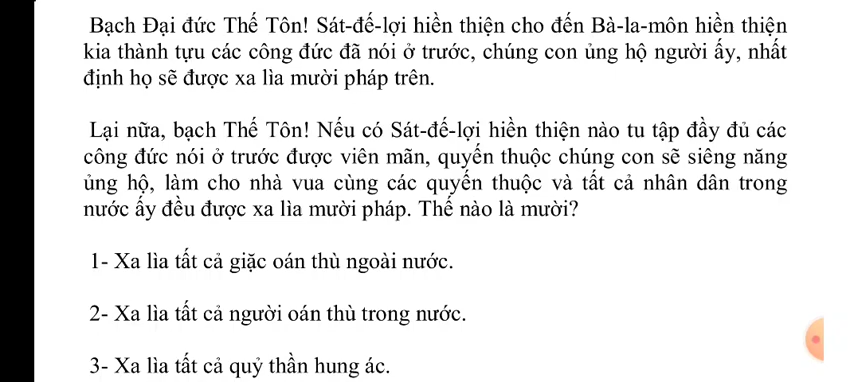 Bạch Đại đức Thế Tôn! Sát-đế-lợi hiền thiện cho đến Bà-la-môn hiền thiện
kia thành tựu các công đức đã nói ở trước, chúng con ủng hộ người ấy, nhất
định họ sẽ được xa lìa mười pháp trên.
Lại nữa, bạch Thế Tôn! Nếu có Sát-đế-lợi hiền thiện nào tu tập đầy đủ các
công đức nói ở trước được viên mãn, quyến thuộc chúng con sẽ siêng năng
ủng hộ, làm cho nhà vua cùng các quyến thuộc và tất cả nhân dân trong
nước ấy đều được xa lìa mười pháp. Thế nào là mười?
1- Xa lìa tất cả giặc oán thù ngoài nước.
2- Xa lìa tất cả người oán thù trong nước.
3- Xa lìa tất cả quỷ thần hung ác.